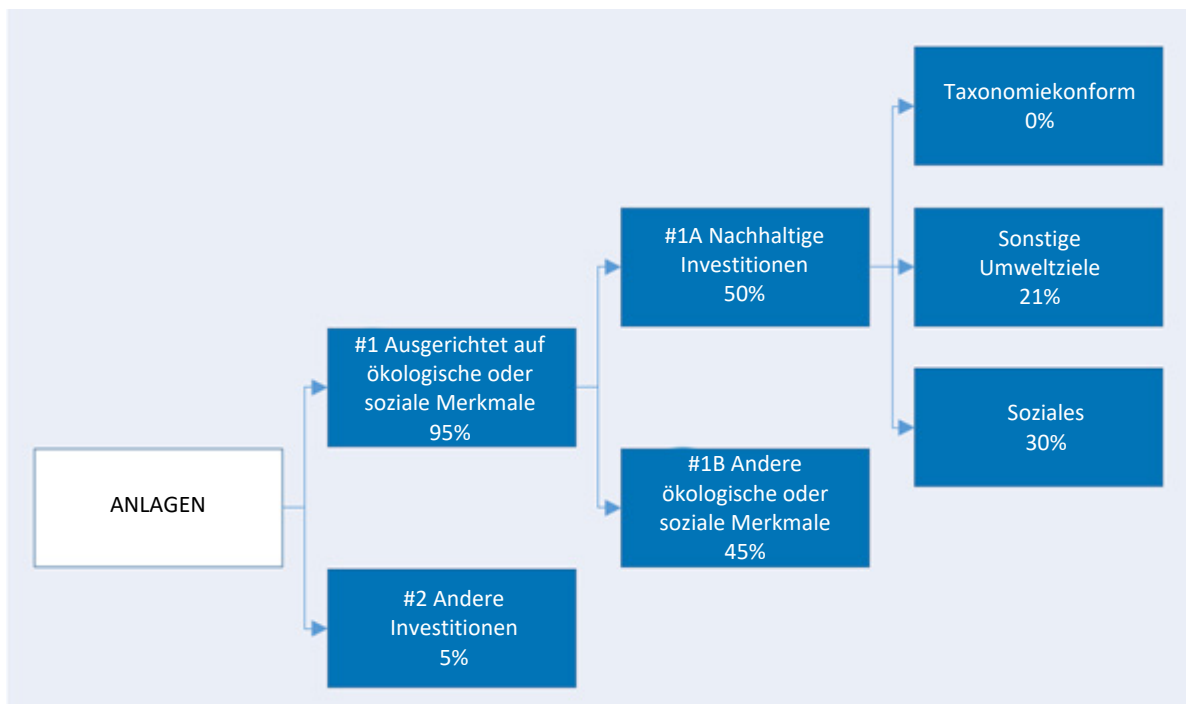 Taxonomiekonform
0%
#1A Nachhaltige
Investitionen
50%
Sonstige
Umweltziele
21%
#1 Ausgerichtet auf
ökologische oder
soziale Merkmale
95%
Soziales
30%
ANLAGEN
#1B Andere
ökologische oder
soziale Merkmale
45%
#2 Andere
Investitionen
5%